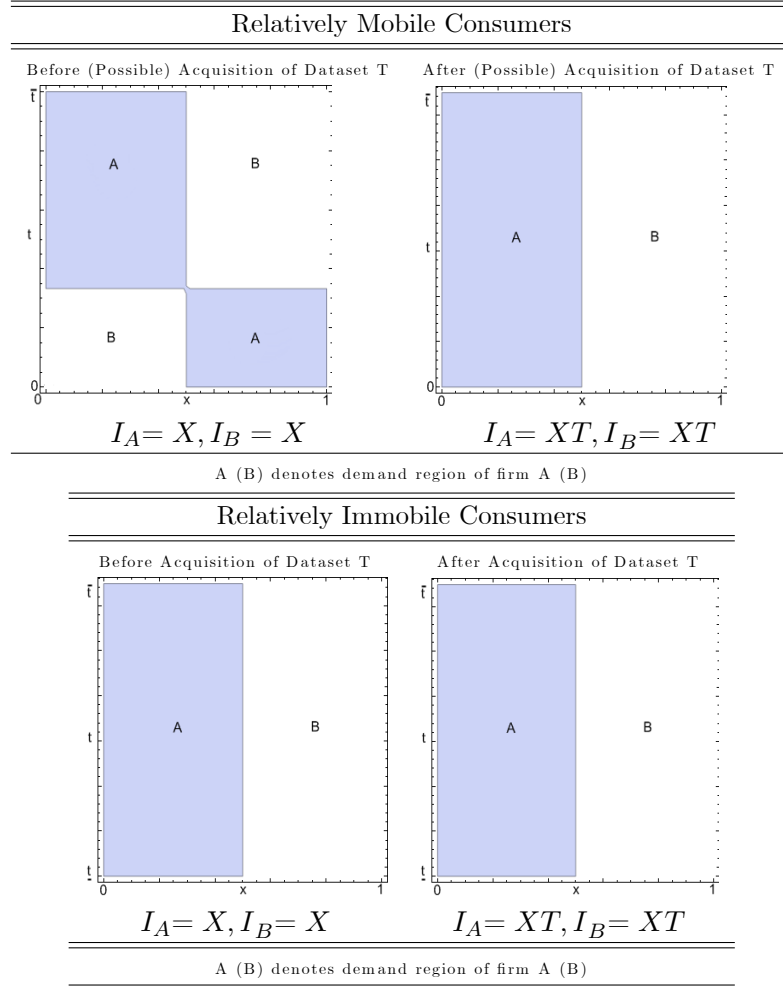 Relatively Mobile Consumers
Before (Possible) Acquisition of Dataset T
After (Possible) Acquisition of Dataset T
t̄
A
B
t
B
A
0
0
x
1
t̄
A
B
t
0
0
x
1
I_A= X, I_B = X
I_A= XT, I_B= XT
A (B) denotes demand region of firm A (B)
Relatively Immobile Consumers
Before Acquisition of Dataset T
After Acquisition of Dataset T
t̄
A
B
t
t̲
0
x
1
t̄
A
B
t
t̲
0
x
1
I_A= X, I_B= X
I_A= XT, I_B= XT
A (B) denotes demand region of firm A (B)